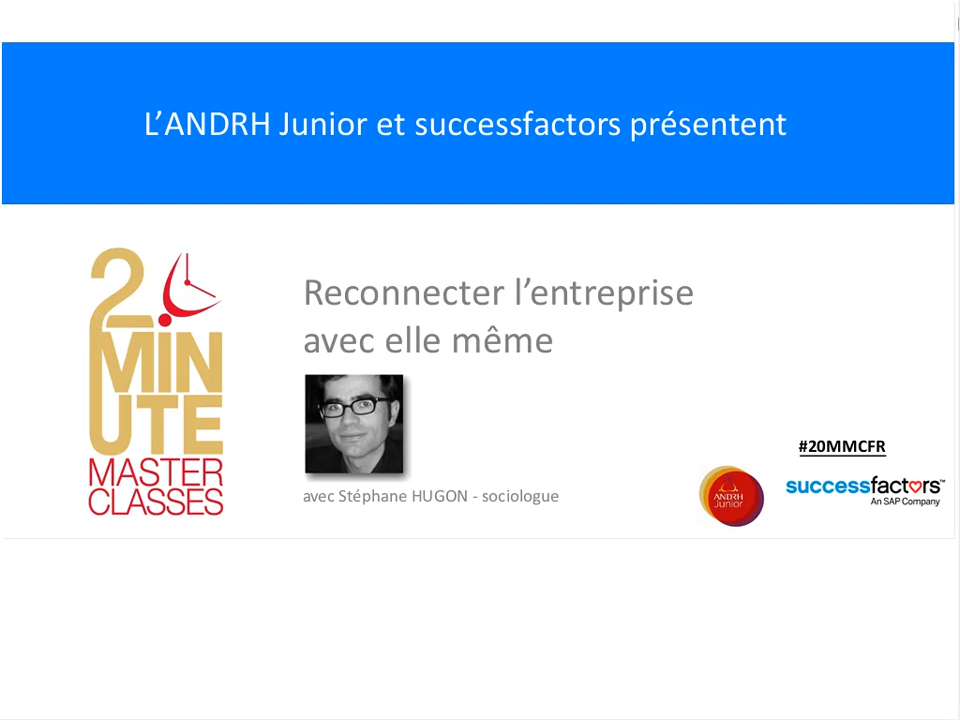 L'ANDRH Junior et successfactors présentent
2
MIN
UTE
MASTER
CLASSES
Reconnecter l'entreprise
avec elle même
avec Stéphane HUGON - sociologue
#20MMCFR
ANDRH
Junior
successfactors™
An SAP Company